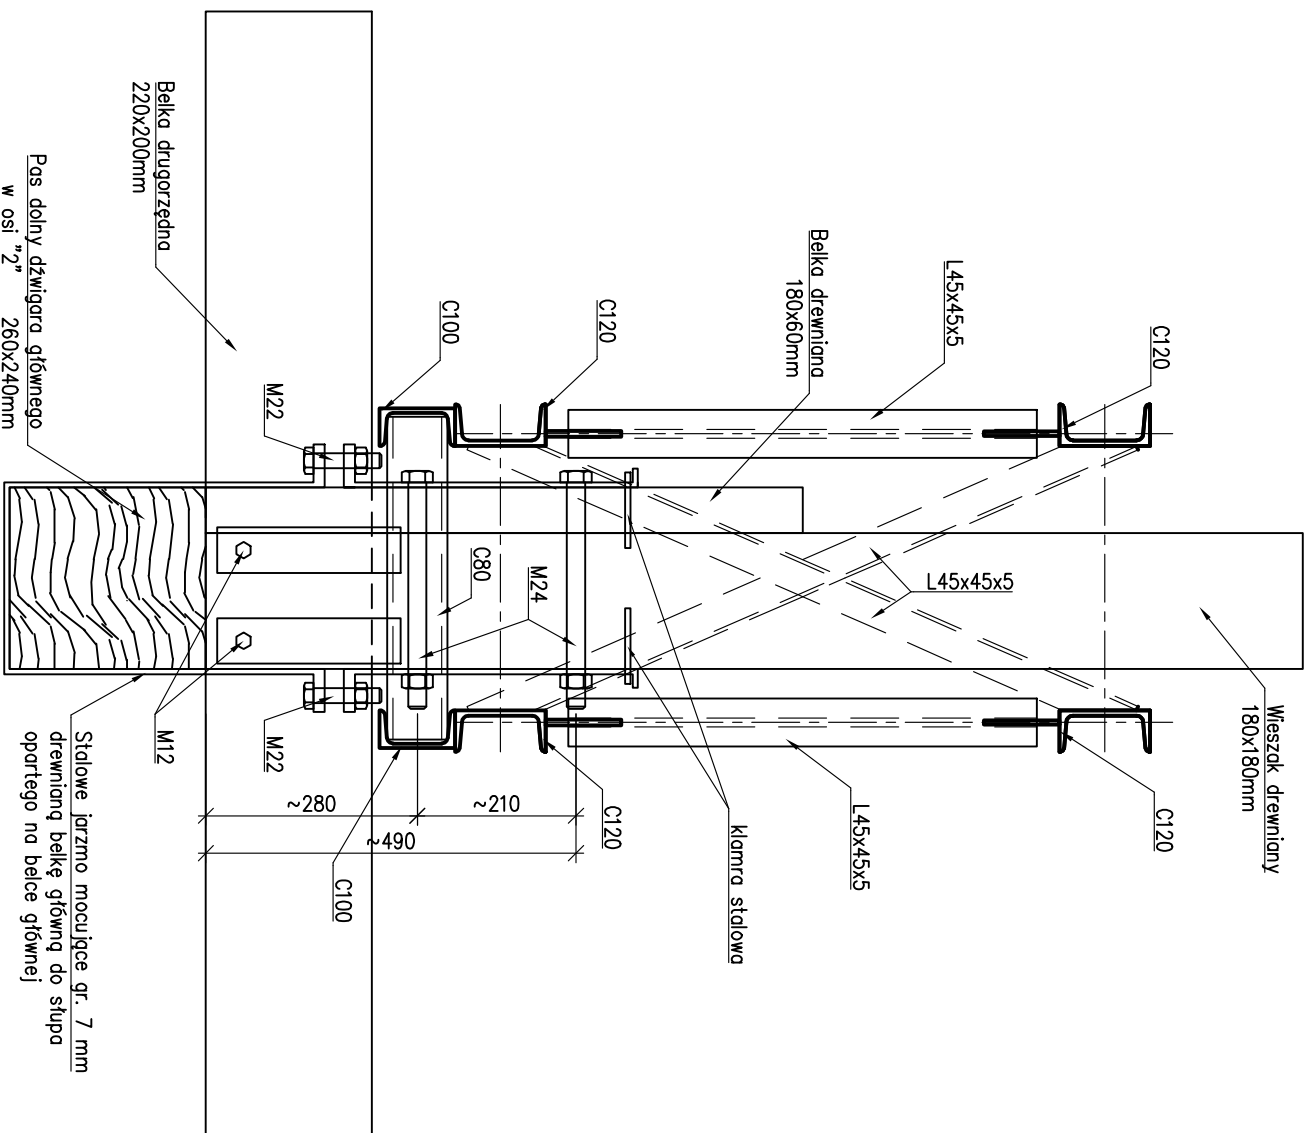 Wieszak drewniany
180x180mm
C120
C120
L45x45x5
L45x45x5
L45x45x5
Belka drewniana
180x60mm
klamra stalowa
C120
C120
M24
C80
C100
C100
~210
~280
~490
M22
M22
M12
Belka drugorzędna
220x200mm
Pas dolny dźwigara głównego
w osi "2" 260x240mm
Stalowe jarzmo mocujące gr. 7 mm
drewnianą belkę główną do słupa
opartego na belce głównej